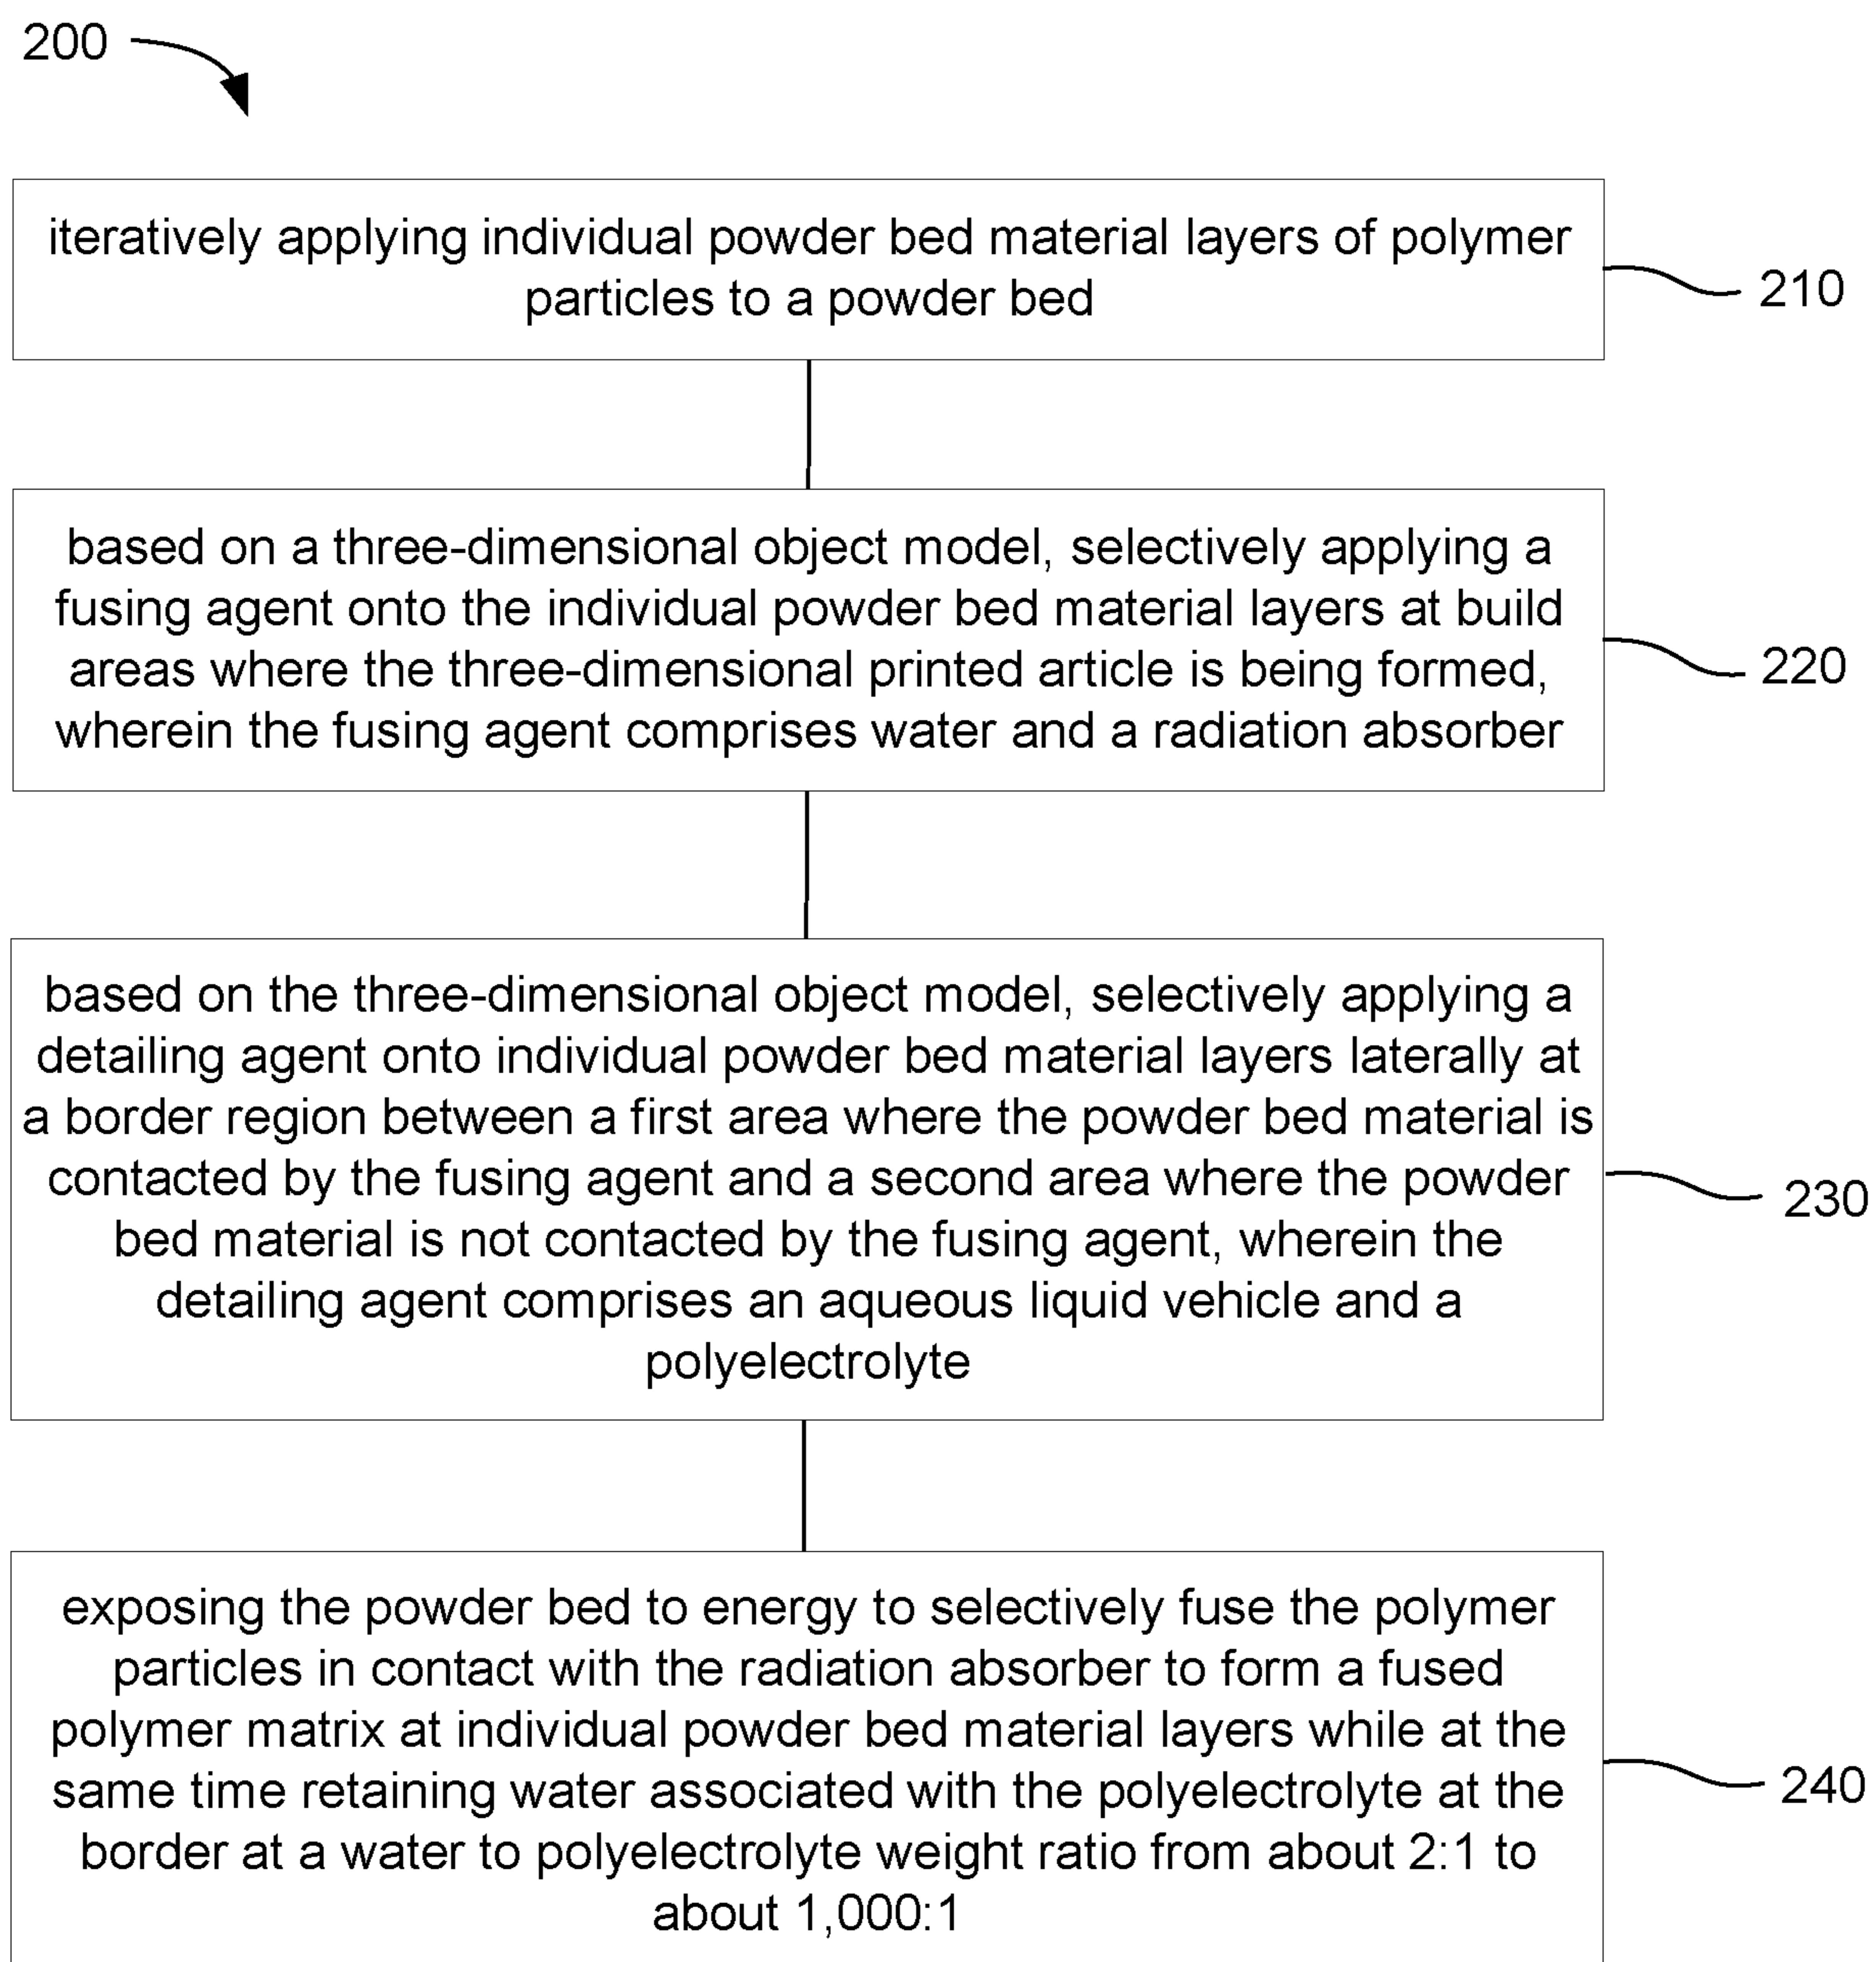 200
iteratively applying individual powder bed material layers of polymer
particles to a powder bed
210
based on a three-dimensional object model, selectively applying a
fusing agent onto the individual powder bed material layers at build
areas where the three-dimensional printed article is being formed,
wherein the fusing agent comprises water and a radiation absorber
220
based on the three-dimensional object model, selectively applying a
detailing agent onto individual powder bed material layers laterally at
a border region between a first area where the powder bed material is
contacted by the fusing agent and a second area where the powder
bed material is not contacted by the fusing agent, wherein the
detailing agent comprises an aqueous liquid vehicle and a
polyelectrolyte
230
exposing the powder bed to energy to selectively fuse the polymer
particles in contact with the radiation absorber to form a fused
polymer matrix at individual powder bed material layers while at the
same time retaining water associated with the polyelectrolyte at the
border at a water to polyelectrolyte weight ratio from about 2:1 to
about 1,000:1
240